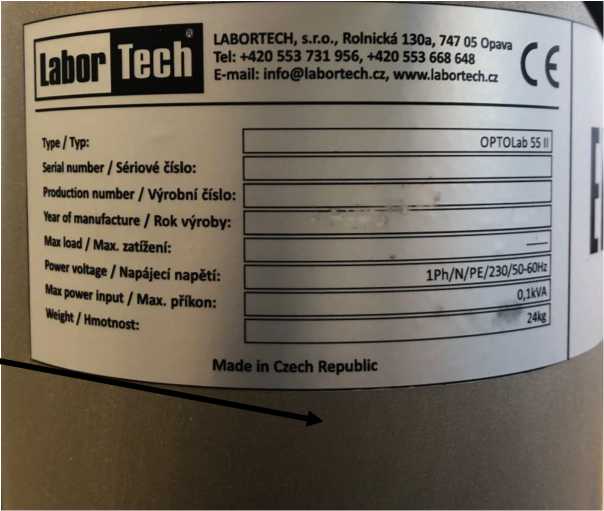 Labor Tech®
LABORTECH, s.r.o., Rolnická 130a, 747 05 Opava
Tel: +420 553 731 956, +420 553 668 648
E-mail: info@labortech.cz, www.labortech.cz
CE
Type / Typ: OPTOLab 55 II
Serial number / Sériové číslo:
Production number / Výrobní číslo:
Year of manufacture / Rok výroby:
Max load / Max. zatížení: —
Power voltage / Napájecí napětí: 1Ph/N/PE/230/50-60Hz
Max power input / Max. příkon: 0,1kVA
Weight / Hmotnost: 24kg
Made in Czech Republic